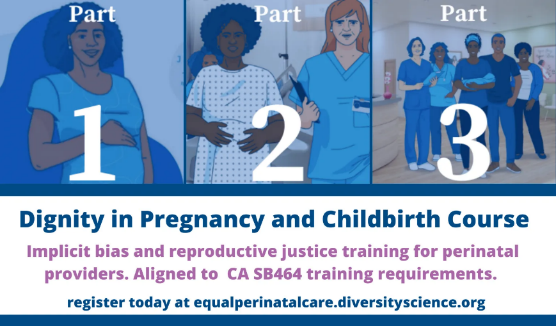 Part Part Part
1 2 3
Dignity in Pregnancy and Childbirth Course
Implicit bias and reproductive justice training for perinatal
providers. Aligned to CA SB464 training requirements.
register today at equalperinatalcare.diversityscience.org